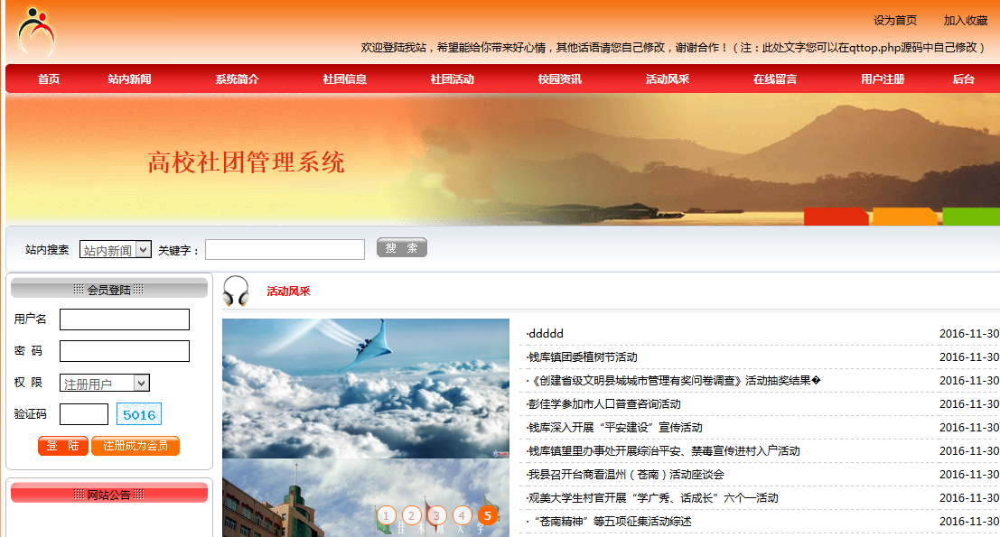 设为首页 加入收藏
欢迎登陆我站，希望能给你带来好心情，其他话语请您自己修改，谢谢合作！（注：此处文字您可以在qttop.php源码中自己修改）
首页 站内新闻 系统简介 社团信息 社团活动 校园资讯 活动风采 在线留言 用户注册 后台
高校社团管理系统
站内搜索 站内新闻 关键字： 搜 索
会员登陆
用户名
密 码
权 限 注册用户
验证码 5016
登 陆 注册成为会员
网站公告
活动风采
·ddddd 2016-11-30
·钱库镇团委植树节活动 2016-11-30
·《创建省级文明县城城市管理有奖问卷调查》活动抽奖结果� 2016-11-30
·彭佳学参加市人口普查咨询活动 2016-11-30
·钱库深入开展“平安建设”宣传活动 2016-11-30
·钱库镇望里办事处开展综治平安、禁毒宣传进村入户活动 2016-11-30
·我县召开台商看温州（苍南）活动座谈会 2016-11-30
·观美大学生村官开展“学广秀、话成长”六个一活动 2016-11-30
·“苍南精神”等五项征集活动综述 2016-11-30
1 2 3 4 5